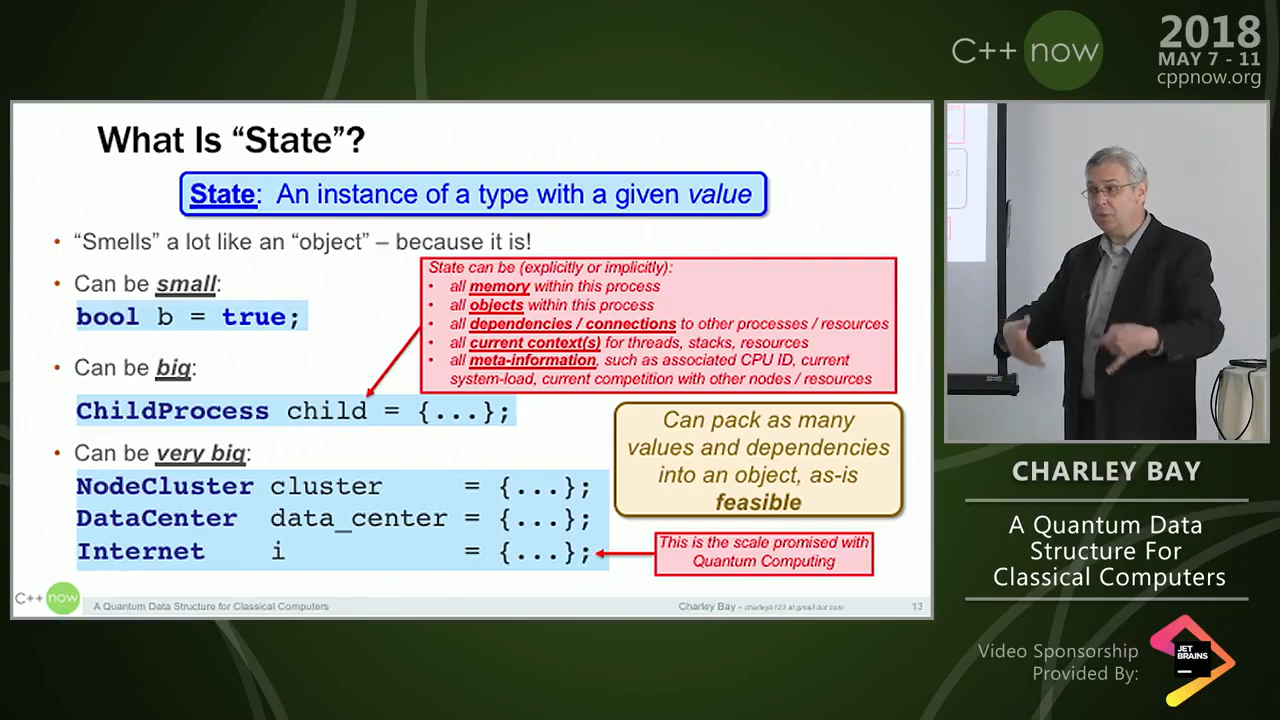 C++ now
2018
MAY 7 - 11
cppnow.org
What Is “State”?
State: An instance of a type with a given value
• “Smells” a lot like an “object” – because it is!
• Can be small:
bool b = true;
State can be (explicitly or implicitly):
• all memory within this process
• all objects within this process
• all dependencies / connections to other processes / resources
• all current context(s) for threads, stacks, resources
• all meta-information, such as associated CPU ID, current
system-load, current competition with other nodes / resources
• Can be big:
ChildProcess child = {...};
Can pack as many
values and dependencies
into an object, as-is
feasible
• Can be very big:
NodeCluster cluster = {...};
DataCenter data_center = {...};
Internet i = {...};
This is the scale promised with
Quantum Computing
C++ now
A Quantum Data Structure for Classical Computers
Charley Bay - charleyb123 at gmail dot com
13
CHARLEY BAY
A Quantum Data
Structure For
Classical Computers
Video Sponsorship
Provided By:
JET
BRAINS